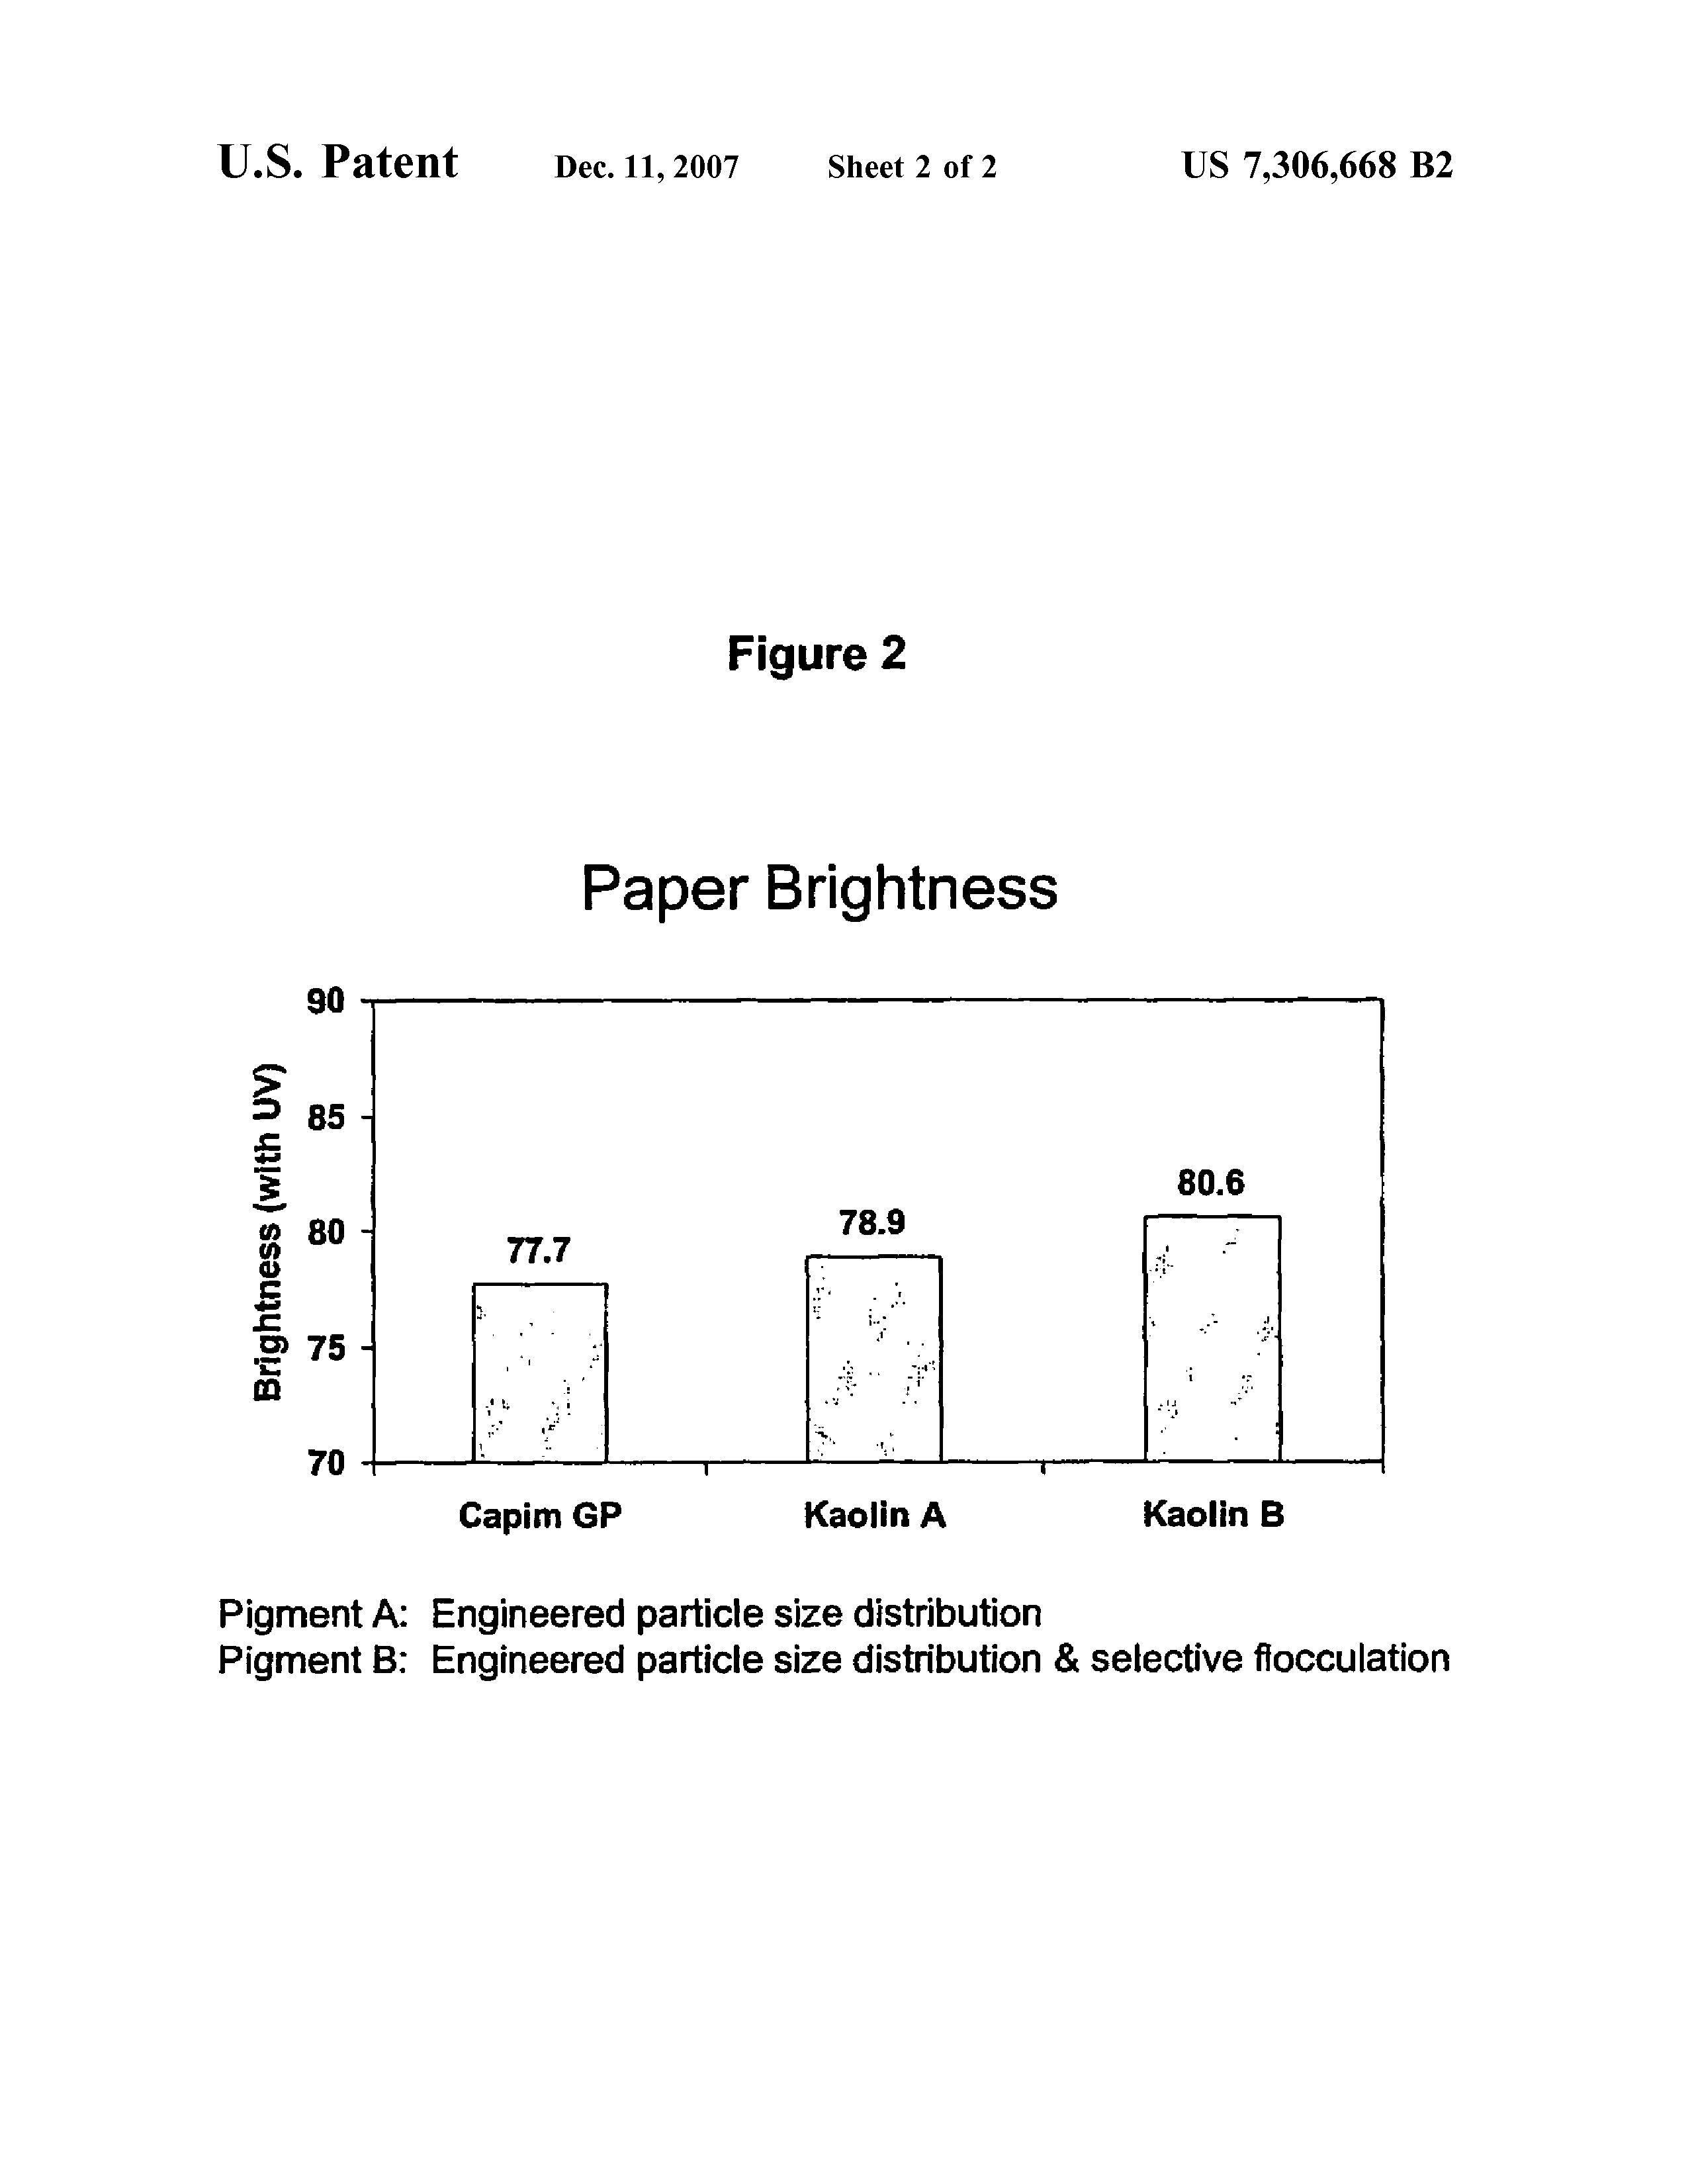 U.S. Patent Dec. 11, 2007 Sheet 2 of 2 US 7,306,668 B2
Figure 2
Paper Brightness
90
85
80
75
70
Brightness (with UV)
77.7
78.9
80.6
Capim GP Kaolin A Kaolin B
Pigment A: Engineered particle size distribution
Pigment B: Engineered particle size distribution & selective flocculation